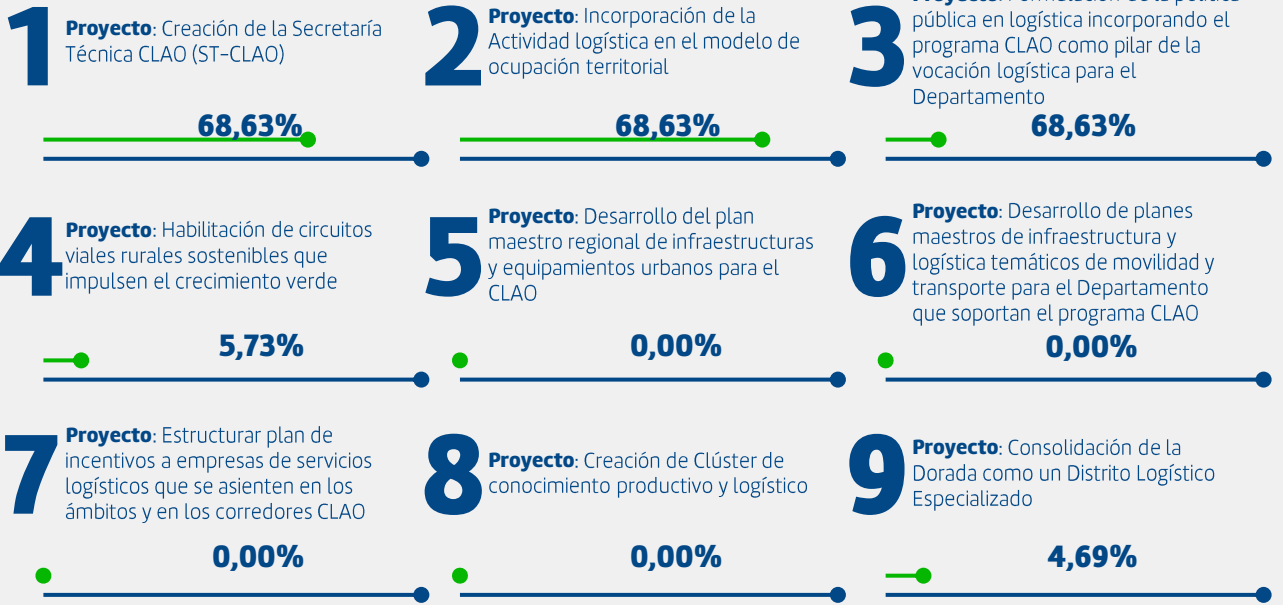 1
Proyecto: Creación de la Secretaría
Técnica CLAO (ST-CLAO)
68,63%
2
Proyecto: Incorporación de la
Actividad logística en el modelo de
ocupación territorial
68,63%
3
pública en logística incorporando el
programa CLAO como pilar de la
vocación logística para el
Departamento
68,63%
4
Proyecto: Habilitación de circuitos
viales rurales sostenibles que
impulsen el crecimiento verde
5,73%
5
Proyecto: Desarrollo del plan
maestro regional de infraestructuras
y equipamientos urbanos para el
CLAO
0,00%
6
Proyecto: Desarrollo de planes
maestros de infraestructura y
logística temáticos de movilidad y
transporte para el Departamento
que soportan el programa CLAO
0,00%
7
Proyecto: Estructurar plan de
incentivos a empresas de servicios
logísticos que se asienten en los
ámbitos y en los corredores CLAO
0,00%
8
Proyecto: Creación de Clúster de
conocimiento productivo y logístico
0,00%
9
Proyecto: Consolidación de la
Dorada como un Distrito Logístico
Especializado
4,69%